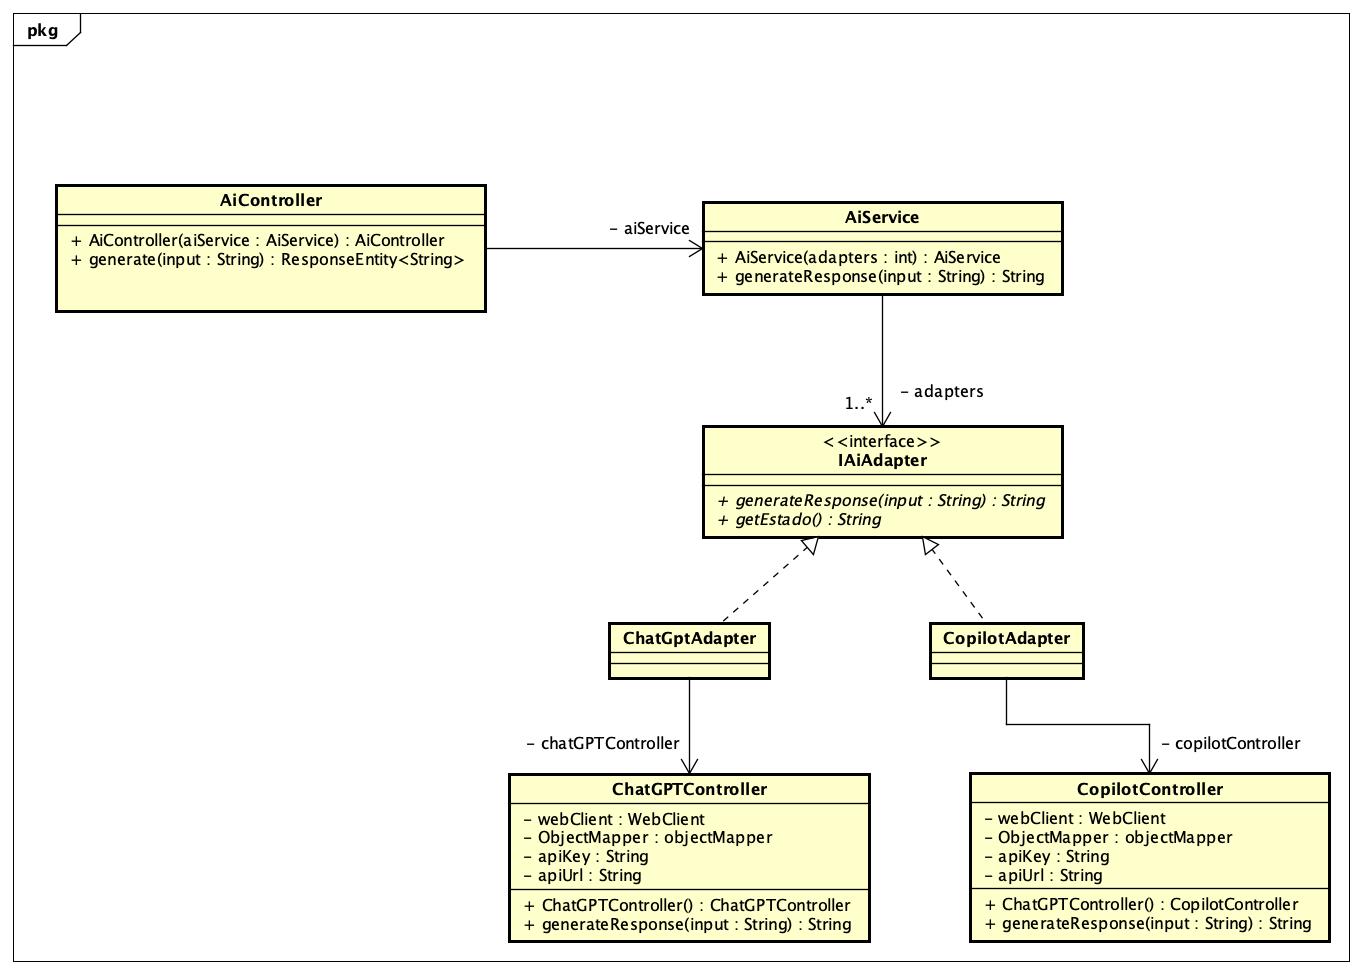 pkg
AiController
+ AiController(aiService : AiService) : AiController
+ generate(input : String) : ResponseEntity<String>
- aiService
AiService
+ AiService(adapters : int) : AiService
+ generateResponse(input : String) : String
- adapters
1..*
<<interface>>
IAiAdapter
+ generateResponse(input : String) : String
+ getEstado() : String
ChatGptAdapter
CopilotAdapter
- chatGPTController
- copilotController
ChatGPTController
- webClient : WebClient
- ObjectMapper : objectMapper
- apiKey : String
- apiUrl : String
+ ChatGPTController() : ChatGPTController
+ generateResponse(input : String) : String
CopilotController
- webClient : WebClient
- ObjectMapper : objectMapper
- apiKey : String
- apiUrl : String
+ ChatGPTController() : CopilotController
+ generateResponse(input : String) : String